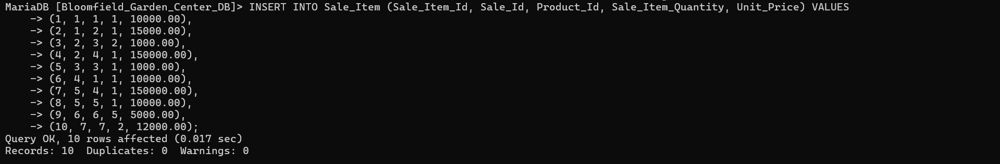 MariaDB [Bloomfield_Garden_Center_DB]> INSERT INTO Sale_Item (Sale_Item_Id, Sale_Id, Product_Id, Sale_Item_Quantity, Unit_Price) VALUES
    -> (1, 1, 1, 1, 10000.00),
    -> (2, 1, 2, 1, 15000.00),
    -> (3, 2, 3, 2, 1000.00),
    -> (4, 2, 4, 1, 150000.00),
    -> (5, 3, 3, 1, 1000.00),
    -> (6, 4, 1, 1, 10000.00),
    -> (7, 5, 4, 1, 150000.00),
    -> (8, 5, 5, 1, 10000.00),
    -> (9, 6, 6, 5, 5000.00),
    -> (10, 7, 7, 2, 12000.00);
Query OK, 10 rows affected (0.017 sec)
Records: 10  Duplicates: 0  Warnings: 0